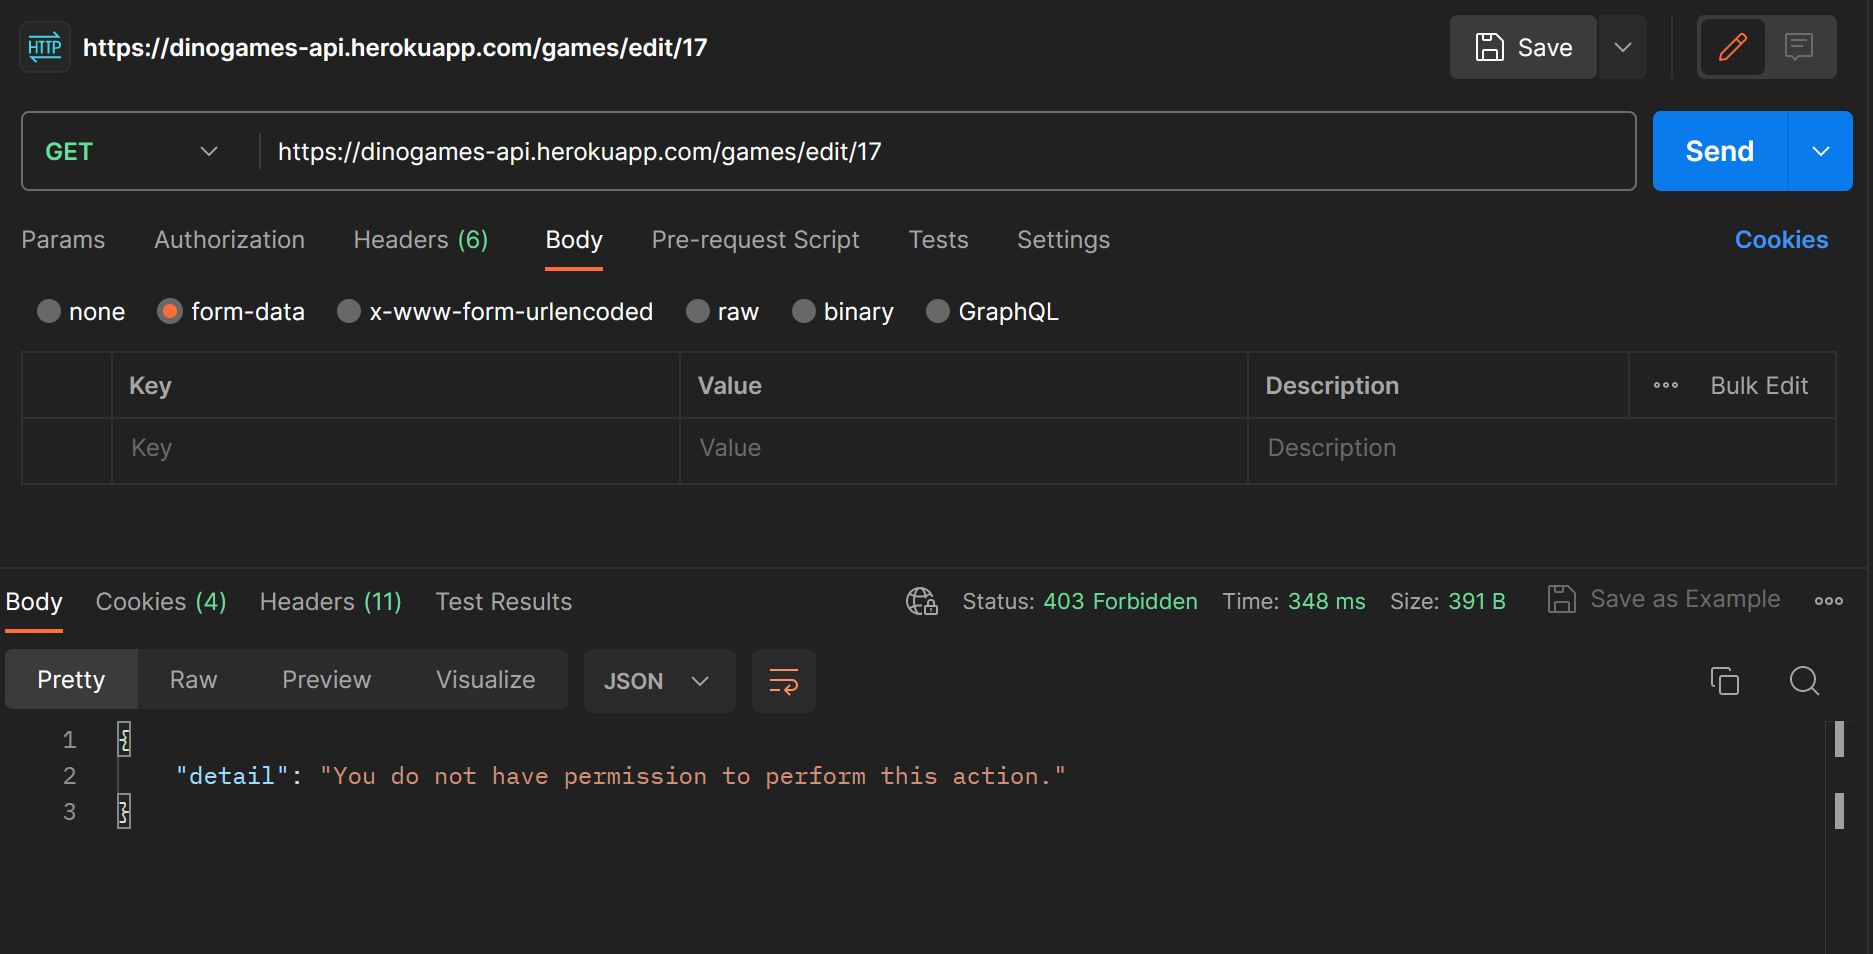 HTTP https://dinogames-api.herokuapp.com/games/edit/17 Save
GET https://dinogames-api.herokuapp.com/games/edit/17 Send
Params Authorization Headers (6) Body Pre-request Script Tests Settings Cookies
none form-data x-www-form-urlencoded raw binary GraphQL
Key Value Description Bulk Edit
Key Value Description
Body Cookies (4) Headers (11) Test Results Status: 403 Forbidden Time: 348 ms Size: 391 B Save as Example
Pretty Raw Preview Visualize JSON
1 {
2 "detail": "You do not have permission to perform this action."
3 }